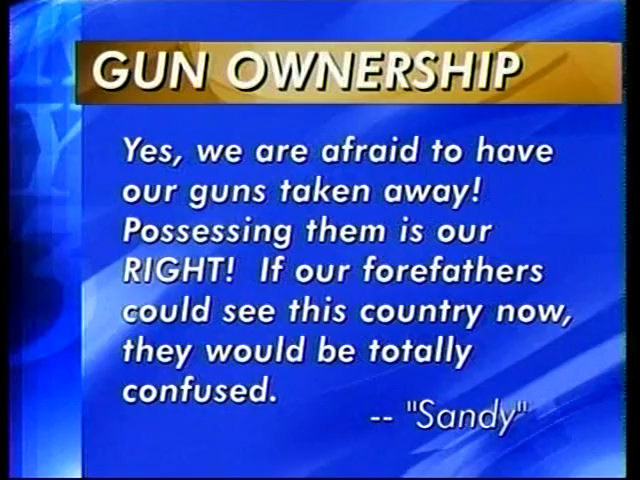 GUN OWNERSHIP
Yes, we are afraid to have
our guns taken away!
Possessing them is our
RIGHT! If our forefathers
could see this country now,
they would be totally
confused.
-- "Sandy"